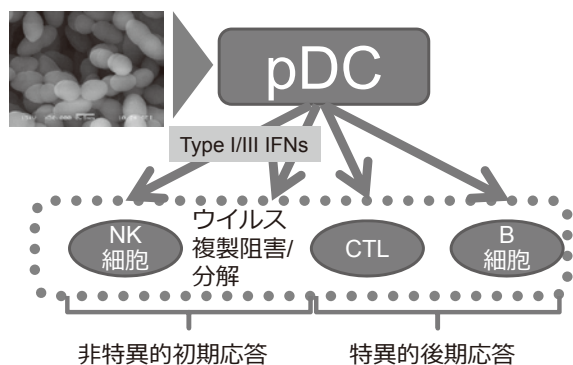 pDC
Type I/III IFNs
NK
細胞
ウイルス
複製阻害/
分解
CTL
B
細胞
非特異的初期応答
特異的後期応答